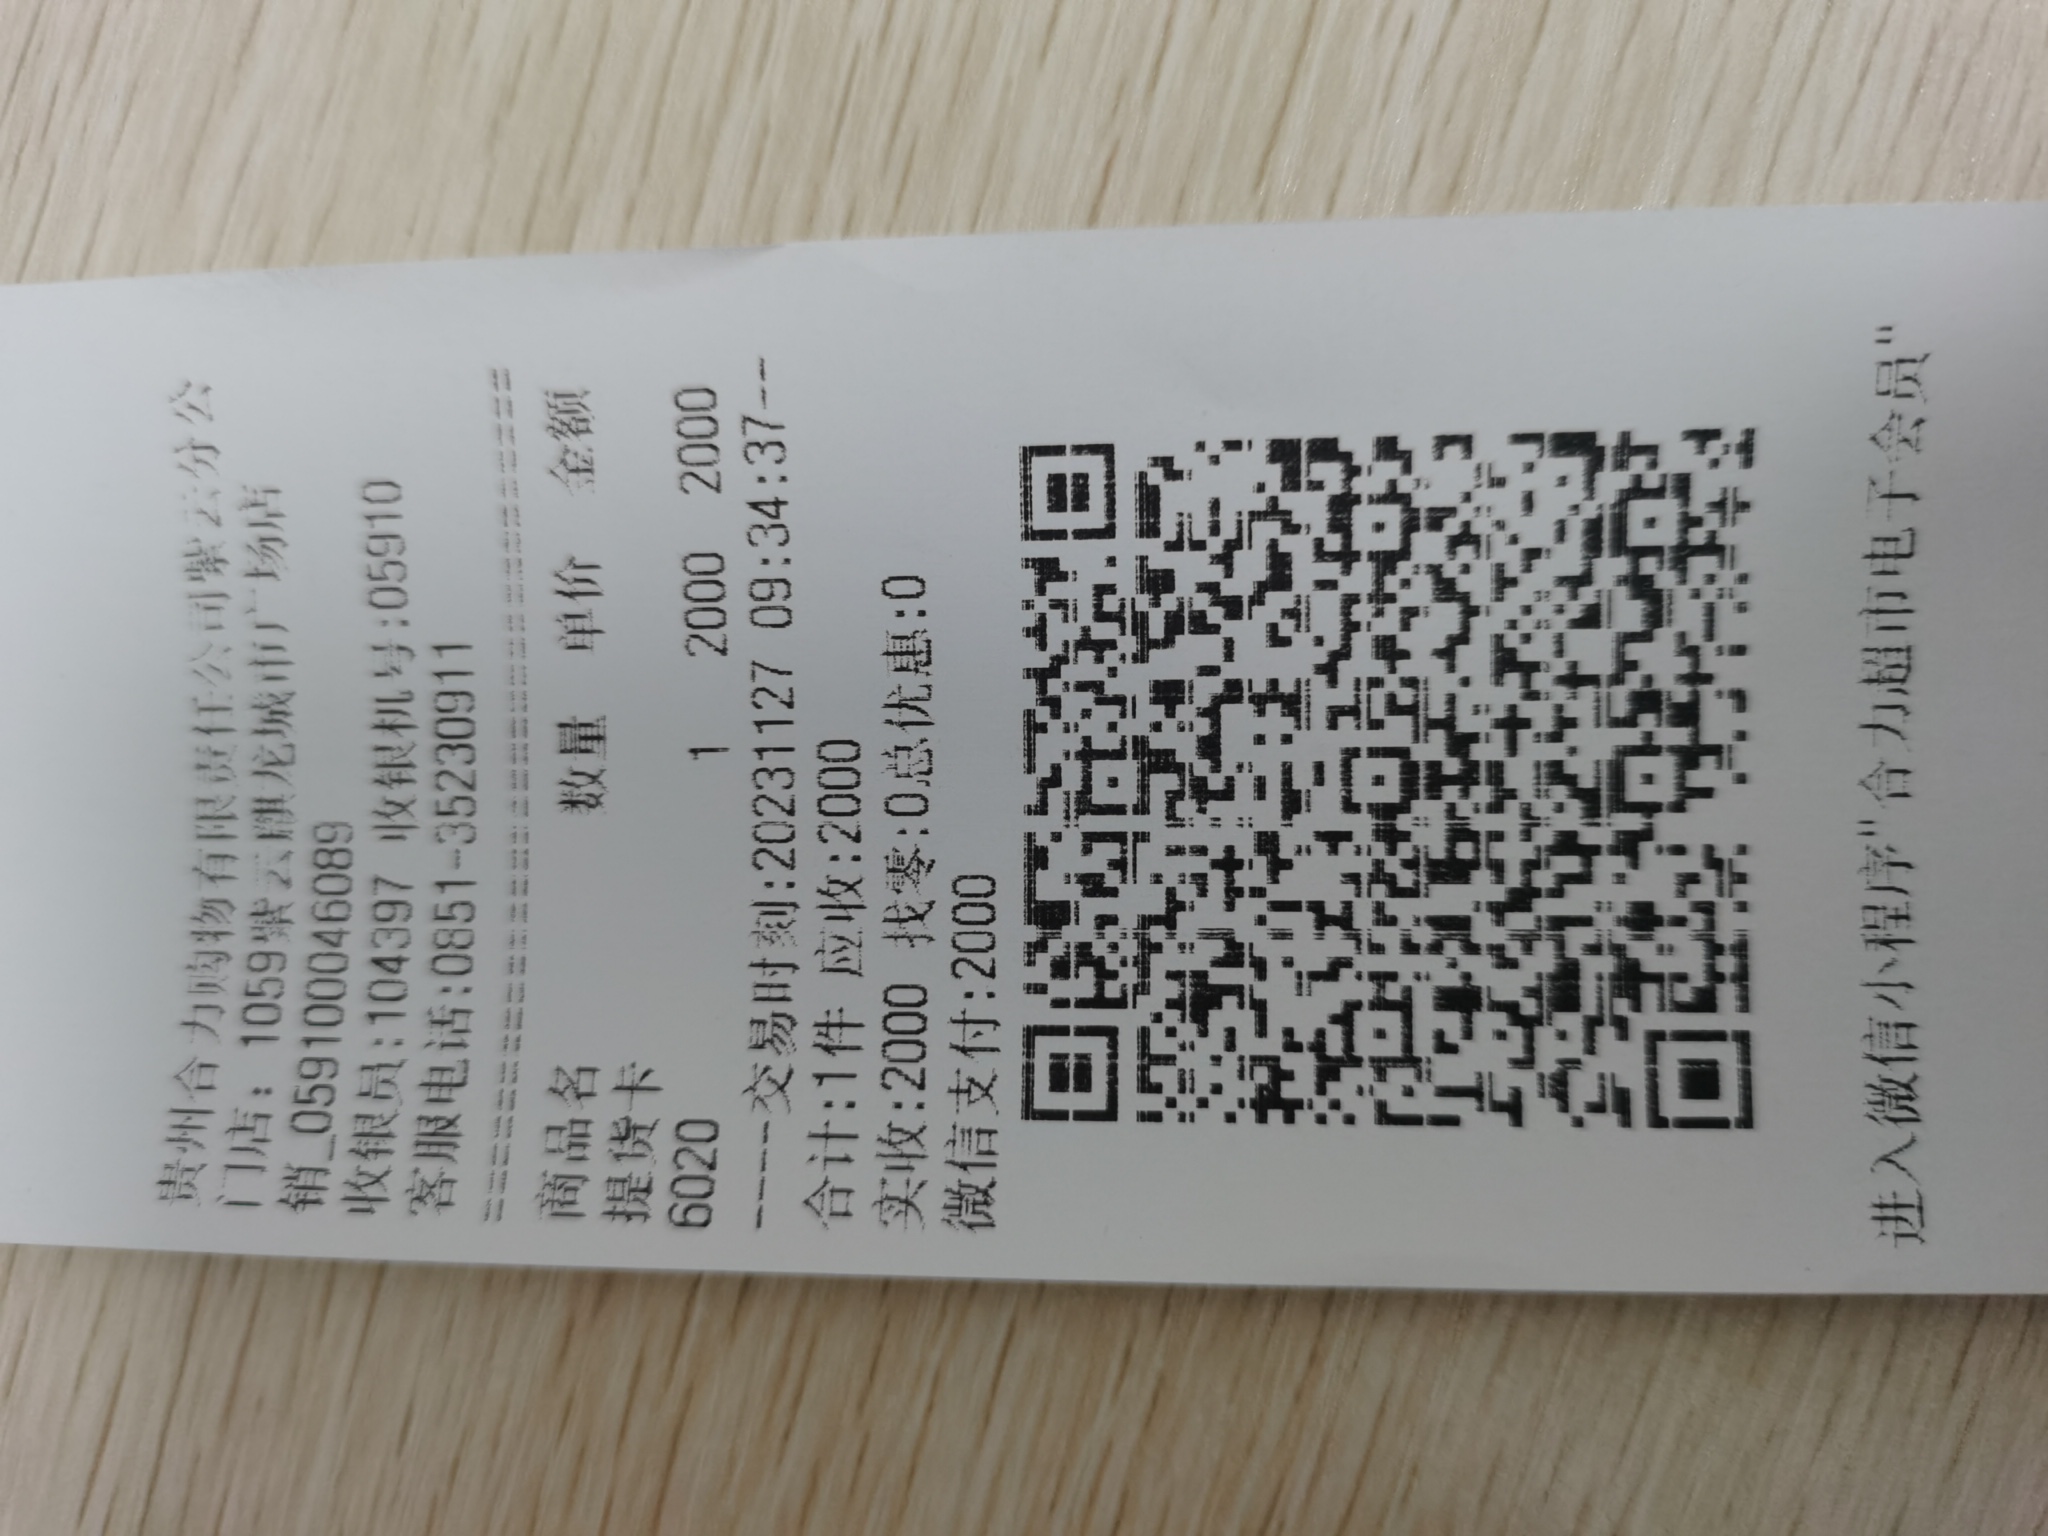 贵州合力购物有限责任公司紫云分公
门店: 1059紫云麒龙城市广场店
销_0591000046089
收银员:104397 收银机号:05910
客服电话:0851-35230911
==============================
商品名 数量 单价 金额
提货卡
6020 1 2000 2000
----交易时刻:20231127 09:34:37---
合计:1件 应收:2000
实收:2000 找零:0总优惠:0
微信支付:2000
进入微信小程序"合力超市电子会员"